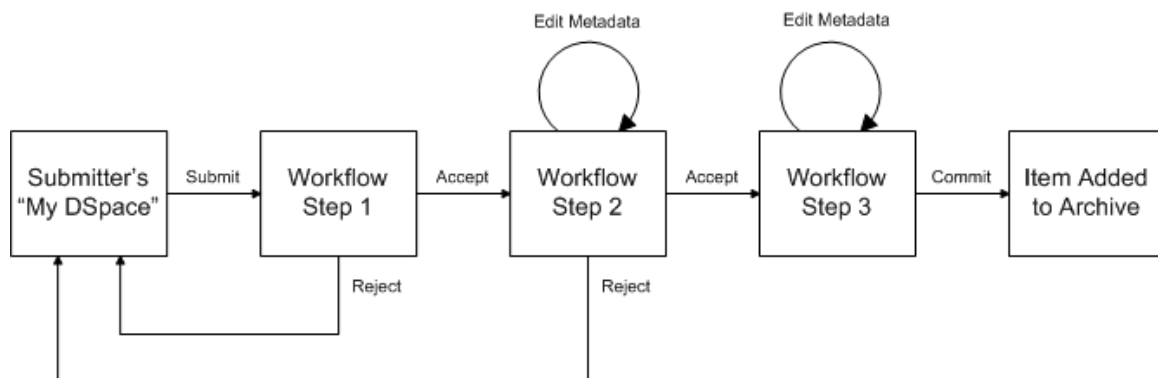 Edit Metadata
Edit Metadata
Submitter's
“My DSpace”
Submit
Workflow
Step 1
Accept
Workflow
Step 2
Accept
Workflow
Step 3
Commit
Item Added
to Archive
Reject
Reject